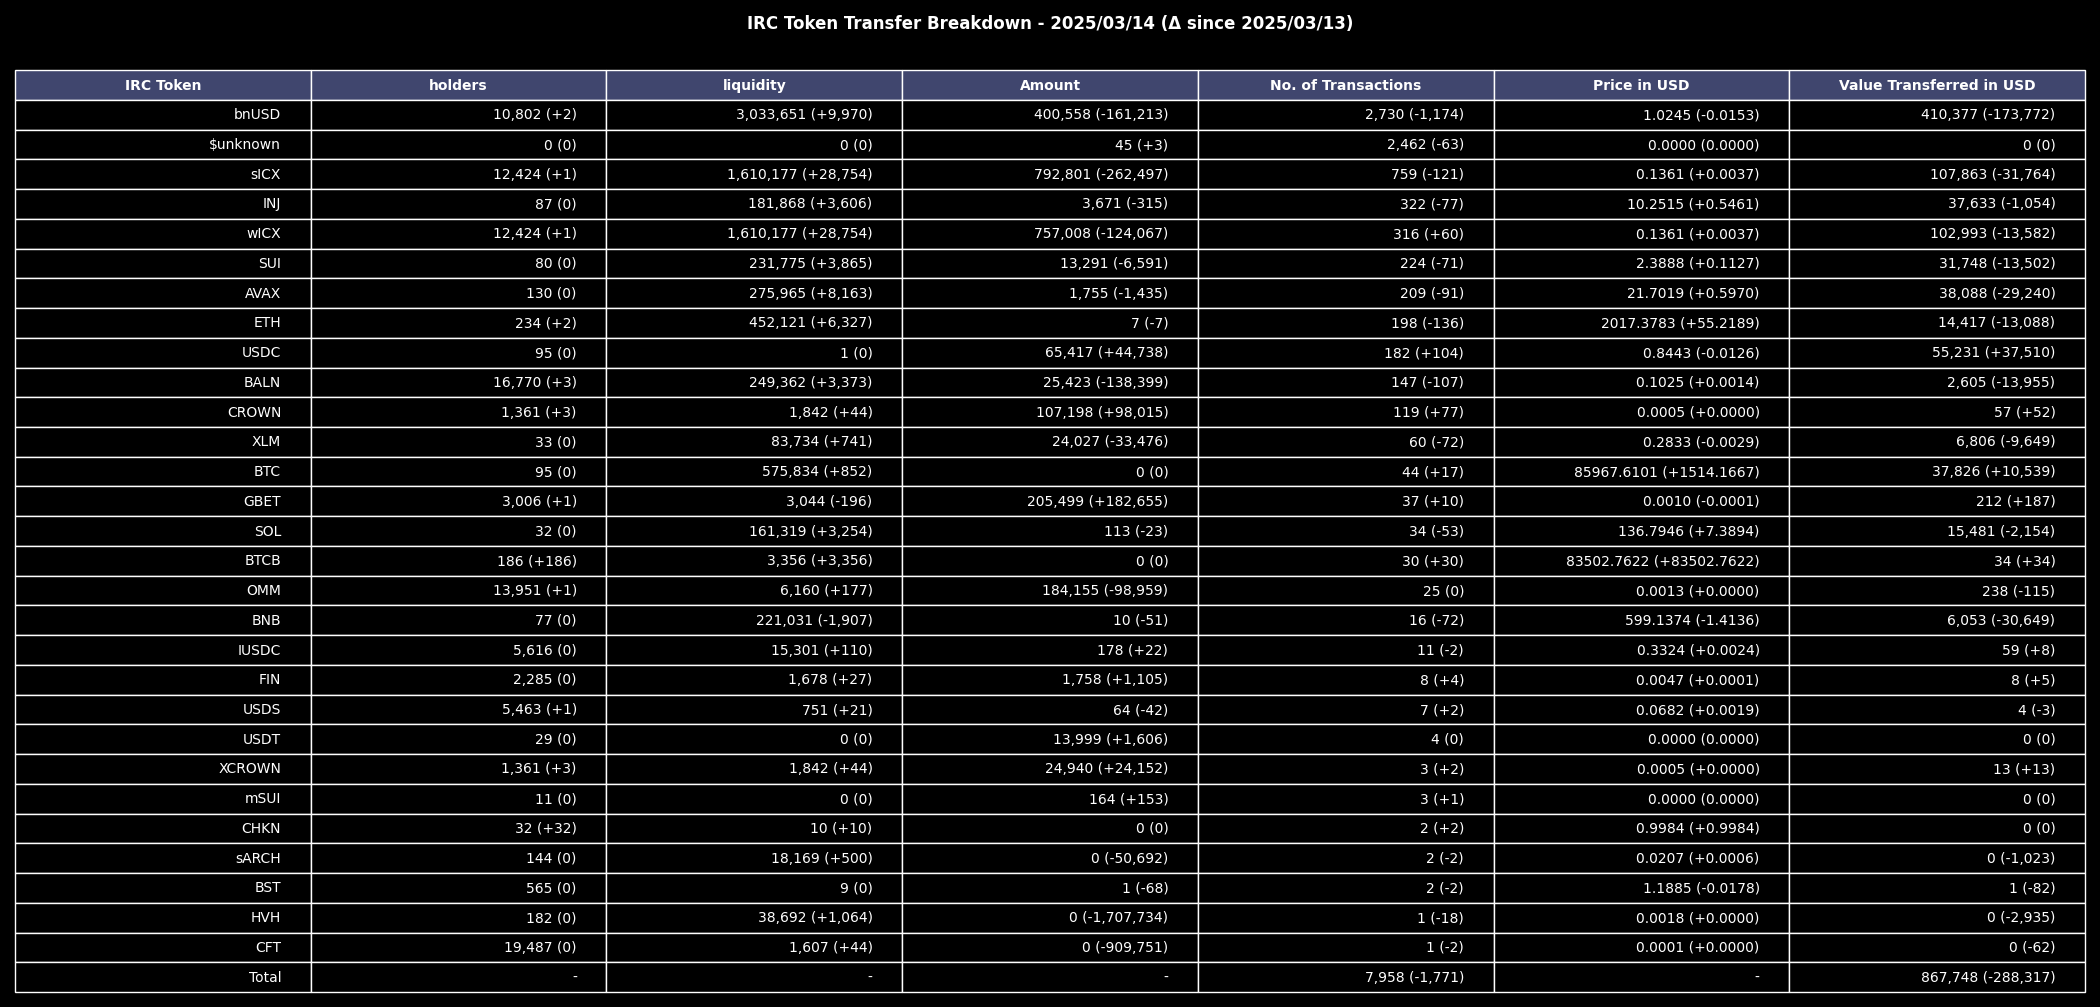 IRC Token Transfer Breakdown - 2025/03/14 (Δ since 2025/03/13)
IRC Token holders liquidity Amount No. of Transactions Price in USD Value Transferred in USD
bnUSD 10,802 (+2) 3,033,651 (+9,970) 400,558 (-161,213) 2,730 (-1,174) 1.0245 (-0.0153) 410,377 (-173,772)
$unknown 0 (0) 0 (0) 45 (+3) 2,462 (-63) 0.0000 (0.0000) 0 (0)
sICX 12,424 (+1) 1,610,177 (+28,754) 792,801 (-262,497) 759 (-121) 0.1361 (+0.0037) 107,863 (-31,764)
INJ 87 (0) 181,868 (+3,606) 3,671 (-315) 322 (-77) 10.2515 (+0.5461) 37,633 (-1,054)
wICX 12,424 (+1) 1,610,177 (+28,754) 757,008 (-124,067) 316 (+60) 0.1361 (+0.0037) 102,993 (-13,582)
SUI 80 (0) 231,775 (+3,865) 13,291 (-6,591) 224 (-71) 2.3888 (+0.1127) 31,748 (-13,502)
AVAX 130 (0) 275,965 (+8,163) 1,755 (-1,435) 209 (-91) 21.7019 (+0.5970) 38,088 (-29,240)
ETH 234 (+2) 452,121 (+6,327) 7 (-7) 198 (-136) 2017.3783 (+55.2189) 14,417 (-13,088)
USDC 95 (0) 1 (0) 65,417 (+44,738) 182 (+104) 0.8443 (-0.0126) 55,231 (+37,510)
BALN 16,770 (+3) 249,362 (+3,373) 25,423 (-138,399) 147 (-107) 0.1025 (+0.0014) 2,605 (-13,955)
CROWN 1,361 (+3) 1,842 (+44) 107,198 (+98,015) 119 (+77) 0.0005 (+0.0000) 57 (+52)
XLM 33 (0) 83,734 (+741) 24,027 (-33,476) 60 (-72) 0.2833 (-0.0029) 6,806 (-9,649)
BTC 95 (0) 575,834 (+852) 0 (0) 44 (+17) 85967.6101 (+1514.1667) 37,826 (+10,539)
GBET 3,006 (+1) 3,044 (-196) 205,499 (+182,655) 37 (+10) 0.0010 (-0.0001) 212 (+187)
SOL 32 (0) 161,319 (+3,254) 113 (-23) 34 (-53) 136.7946 (+7.3894) 15,481 (-2,154)
BTCB 186 (+186) 3,356 (+3,356) 0 (0) 30 (+30) 83502.7622 (+83502.7622) 34 (+34)
OMM 13,951 (+1) 6,160 (+177) 184,155 (-98,959) 25 (0) 0.0013 (+0.0000) 238 (-115)
BNB 77 (0) 221,031 (-1,907) 10 (-51) 16 (-72) 599.1374 (-1.4136) 6,053 (-30,649)
IUSDC 5,616 (0) 15,301 (+110) 178 (+22) 11 (-2) 0.3324 (+0.0024) 59 (+8)
FIN 2,285 (0) 1,678 (+27) 1,758 (+1,105) 8 (+4) 0.0047 (+0.0001) 8 (+5)
USDS 5,463 (+1) 751 (+21) 64 (-42) 7 (+2) 0.0682 (+0.0019) 4 (-3)
USDT 29 (0) 0 (0) 13,999 (+1,606) 4 (0) 0.0000 (0.0000) 0 (0)
XCROWN 1,361 (+3) 1,842 (+44) 24,940 (+24,152) 3 (+2) 0.0005 (+0.0000) 13 (+13)
mSUI 11 (0) 0 (0) 164 (+153) 3 (+1) 0.0000 (0.0000) 0 (0)
CHKN 32 (+32) 10 (+10) 0 (0) 2 (+2) 0.9984 (+0.9984) 0 (0)
sARCH 144 (0) 18,169 (+500) 0 (-50,692) 2 (-2) 0.0207 (+0.0006) 0 (-1,023)
BST 565 (0) 9 (0) 1 (-68) 2 (-2) 1.1885 (-0.0178) 1 (-82)
HVH 182 (0) 38,692 (+1,064) 0 (-1,707,734) 1 (-18) 0.0018 (+0.0000) 0 (-2,935)
CFT 19,487 (0) 1,607 (+44) 0 (-909,751) 1 (-2) 0.0001 (+0.0000) 0 (-62)
Total - - - 7,958 (-1,771) - 867,748 (-288,317)